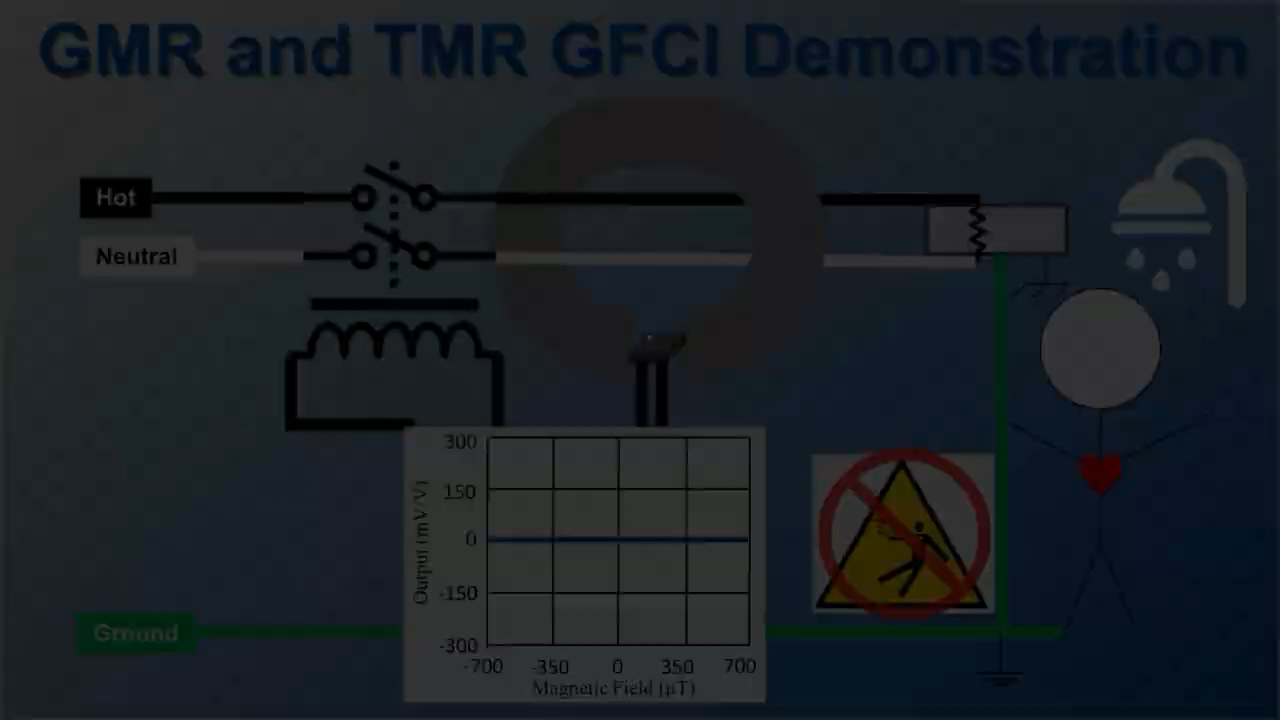 GMR and TMR GFCI Demonstration
Hot
Neutral
300
150
0
-150
-300
Output (mV/V)
-700 -350 0 350 700
Magnetic Field (µT)
Ground